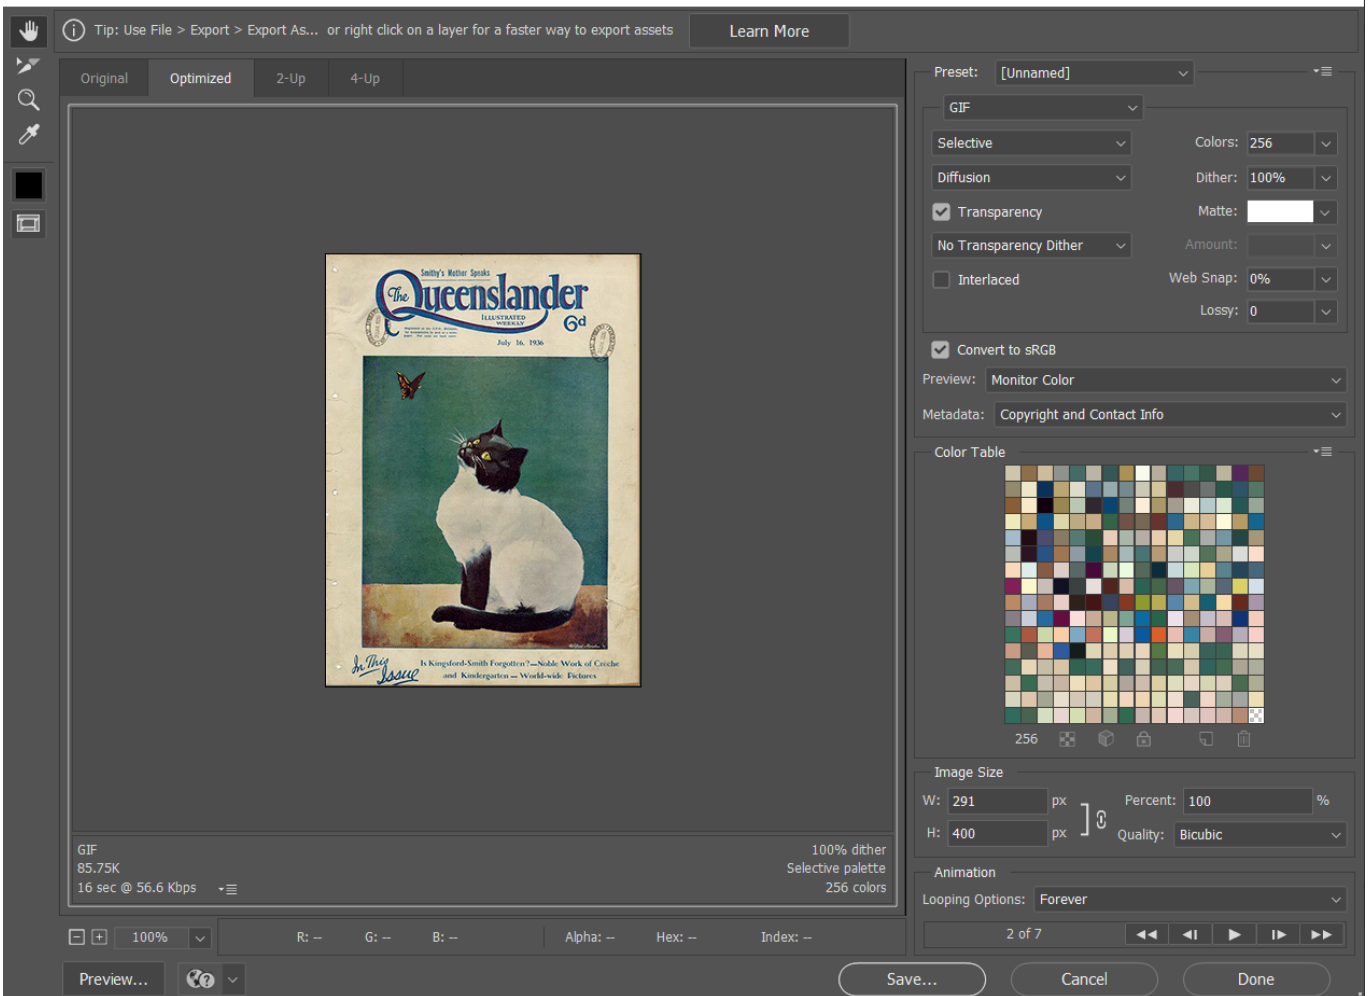 Tip: Use File > Export > Export As... or right click on a layer for a faster way to export assets
Learn More
Original
Optimized
2-Up
4-Up
Smithy's Mother Speaks
The Queenslander
ILLUSTRATED
WEEKLY
6d
July 16, 1936
In This
Issue
Is Kingsford-Smith Forgotten?—Noble Work of Creche
and Kindergarten — World-wide Pictures
GIF
85.75K
16 sec @ 56.6 Kbps
100% dither
Selective palette
256 colors
100%
R: --
G: --
B: --
Alpha: --
Hex: --
Index: --
Preview...
Save...
Cancel
Done
Preset: [Unnamed]
GIF
Selective
Colors: 256
Diffusion
Dither: 100%
Transparency
Matte:
No Transparency Dither
Amount:
Interlaced
Web Snap: 0%
Lossy: 0
Convert to sRGB
Preview: Monitor Color
Metadata: Copyright and Contact Info
Color Table
256
Image Size
W: 291 px
Percent: 100 %
H: 400 px
Quality: Bicubic
Animation
Looping Options: Forever
2 of 7